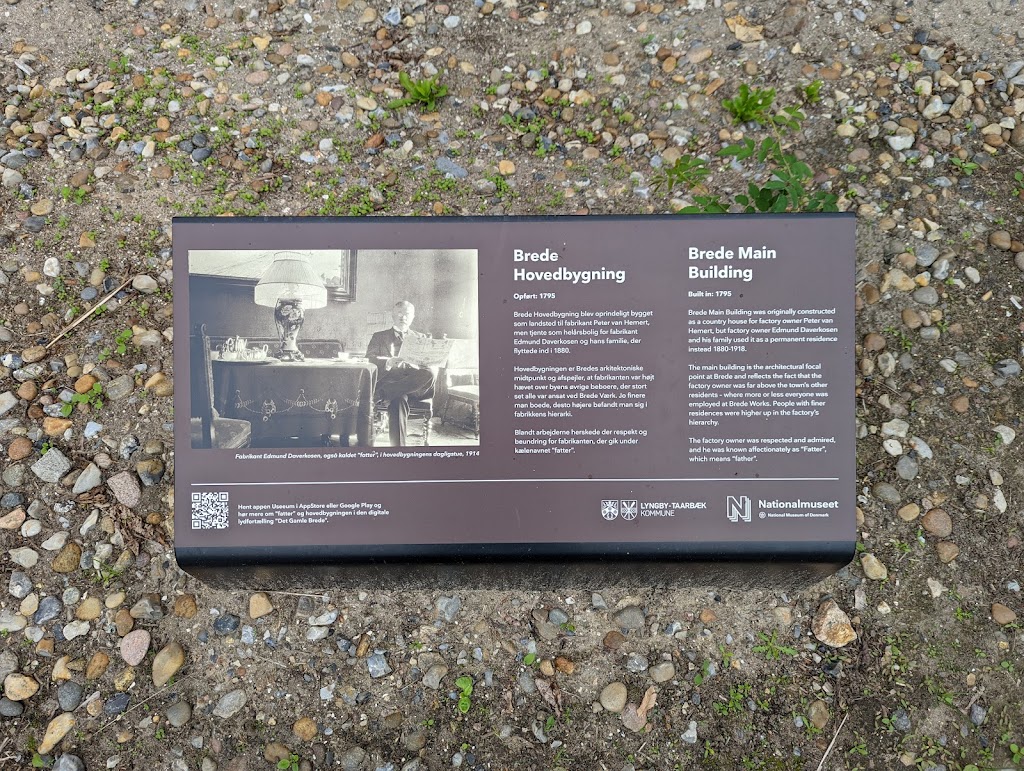 Brede
Hovedbygning
Opført: 1795
Brede Hovedbygning blev oprindeligt bygget
som landsted til fabrikant Peter van Hemert,
men tjente som helårsbolig for fabrikant
Edmund Daverkosen og hans familie, der
flyttede ind i 1880.
Hovedbygningen er Bredes arkitektoniske
midtpunkt og afspejler, at fabrikanten var højt
hævet over byens øvrige beboere, der stort
set alle var ansat ved Brede Værk. Jo finere
man boede, desto højere befandt man sig i
fabrikkens hierarki.
Blandt arbejderne herskede der respekt og
beundring for fabrikanten, der gik under
kælenavnet "fatter".
Brede Main
Building
Built in: 1795
Brede Main Building was originally constructed
as a country house for factory owner Peter van
Hemert, but factory owner Edmund Daverkosen
and his family used it as a permanent residence
instead 1880-1918.
The main building is the architectural focal
point at Brede and reflects the fact that the
factory owner was far above the town's other
residents - where more or less everyone was
employed at Brede Works. People with finer
residences were higher up in the factory's
hierarchy.
The factory owner was respected and admired,
and he was known affectionately as "Fatter",
which means "father".
Fabrikant Edmund Daverkosen, også kaldet "fatter", i hovedbygningens dagligstue, 1914
Hent appen Useeum i AppStore eller Google Play og
hør mere om "fatter" og hovedbygningen i den digitale
lydfortælling "Det Gamle Brede".
LYNGBY-TAARBÆK
KOMMUNE
N
Nationalmuseet
National Museum of Denmark